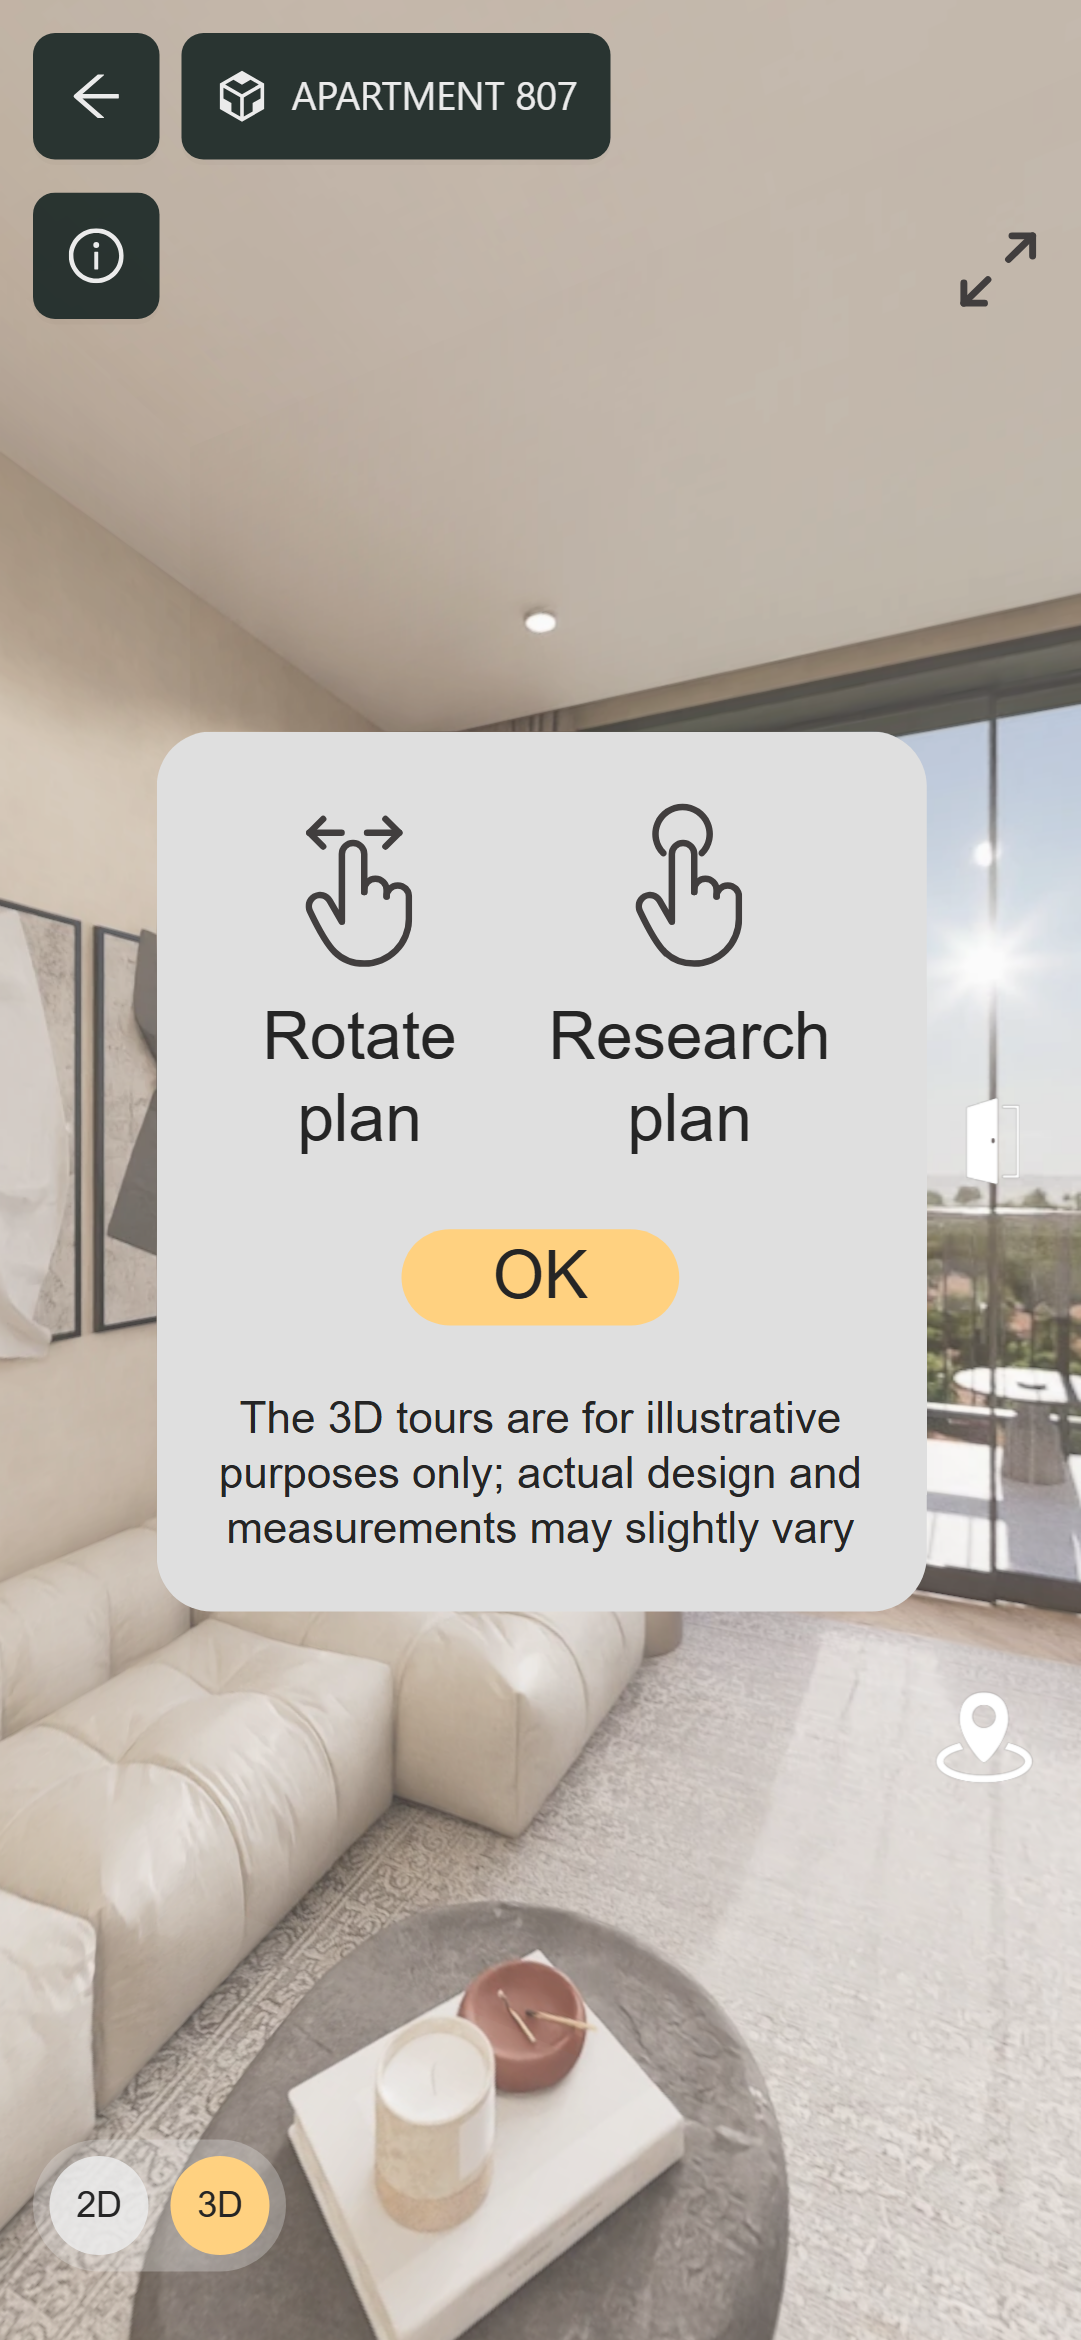 APARTMENT 807
Rotate plan
Research plan
OK
The 3D tours are for illustrative
purposes only; actual design and
measurements may slightly vary
2D
3D